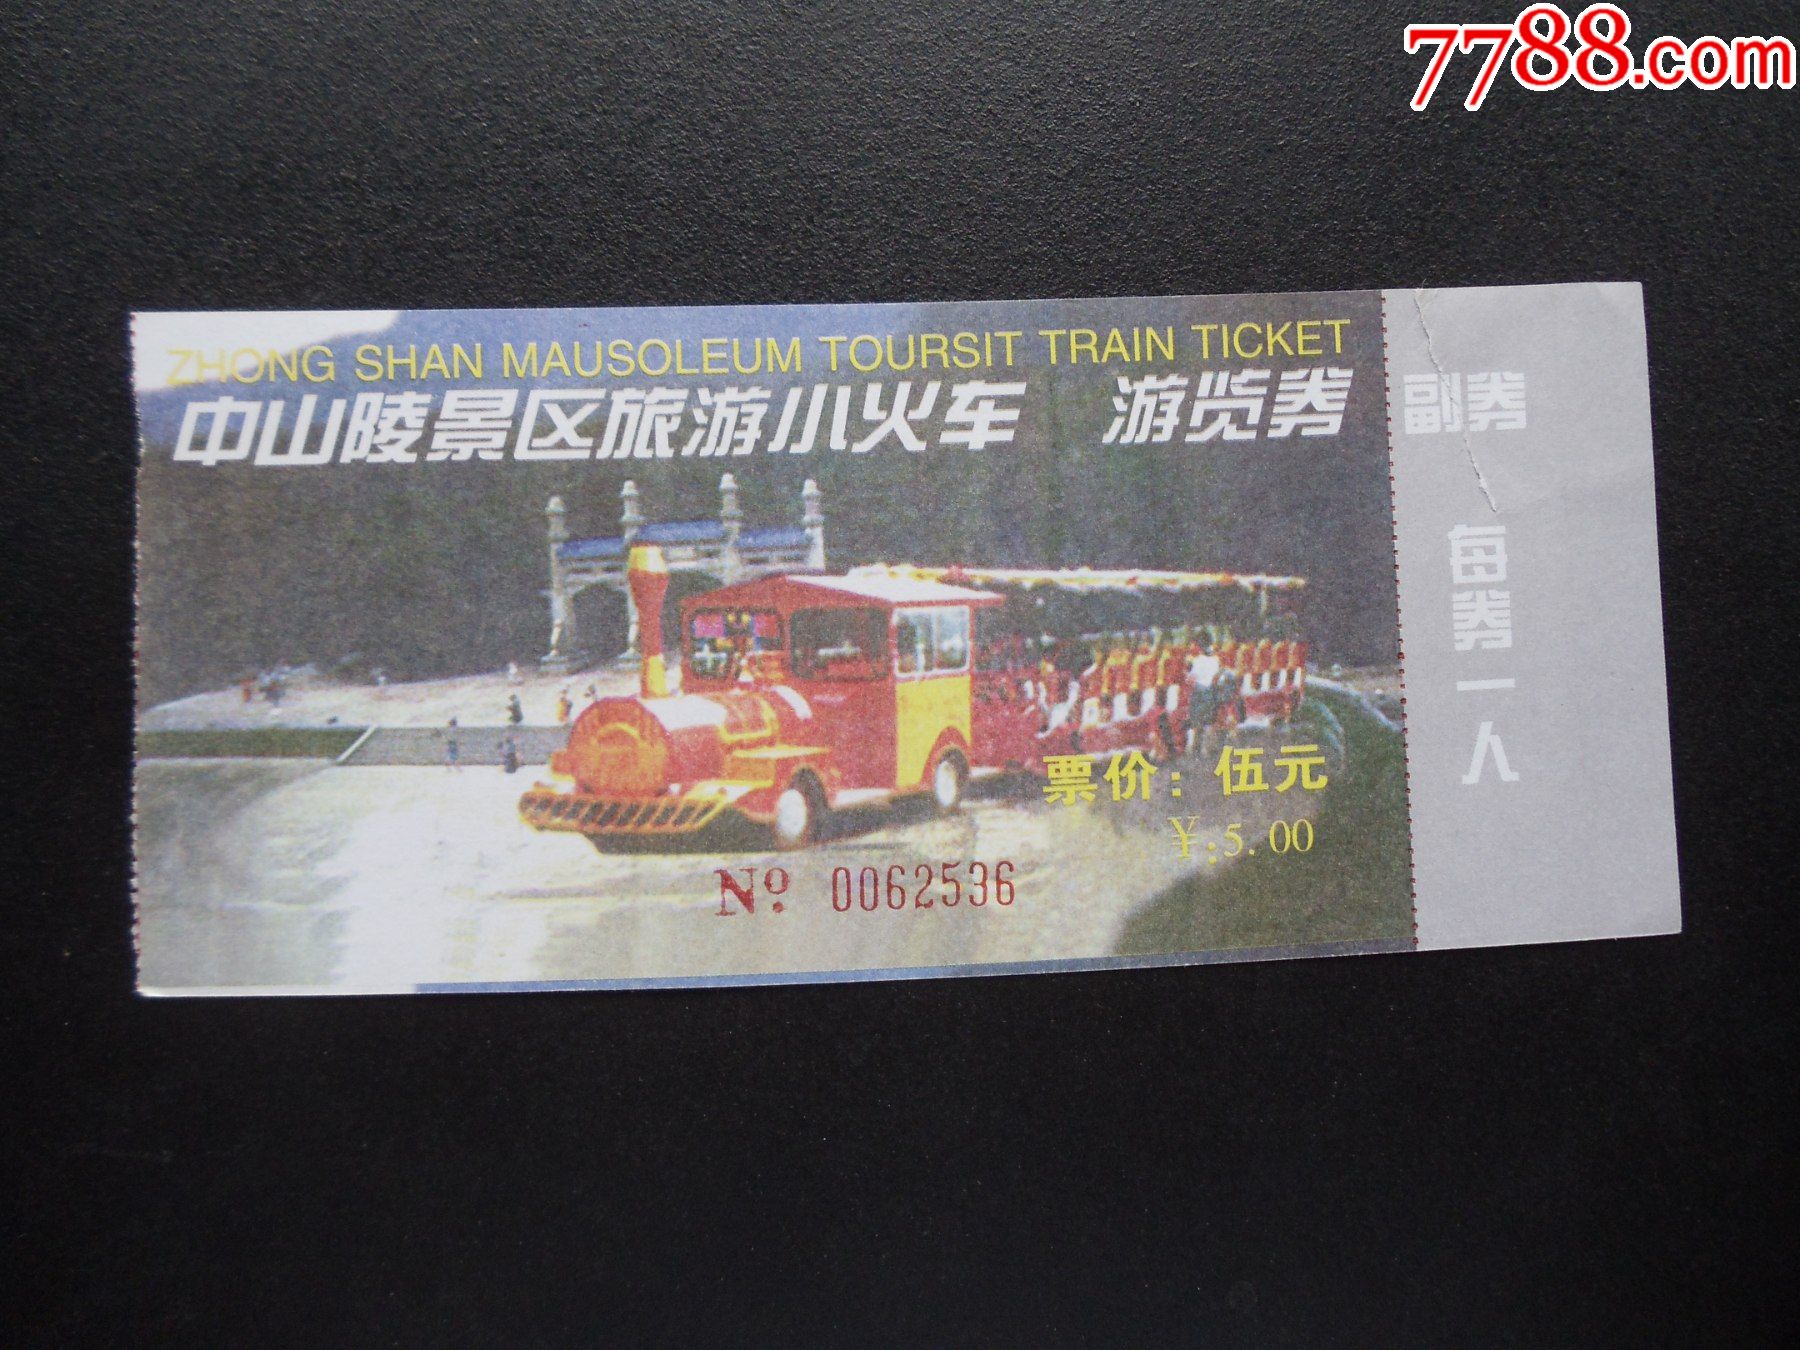 7788.com
ZHONG SHAN MAUSOLEUM TOURSIT TRAIN TICKET
中山陵景区旅游小火车 游览券
票价：伍元
¥:5.00
Nº 0062536
副券
每券一人